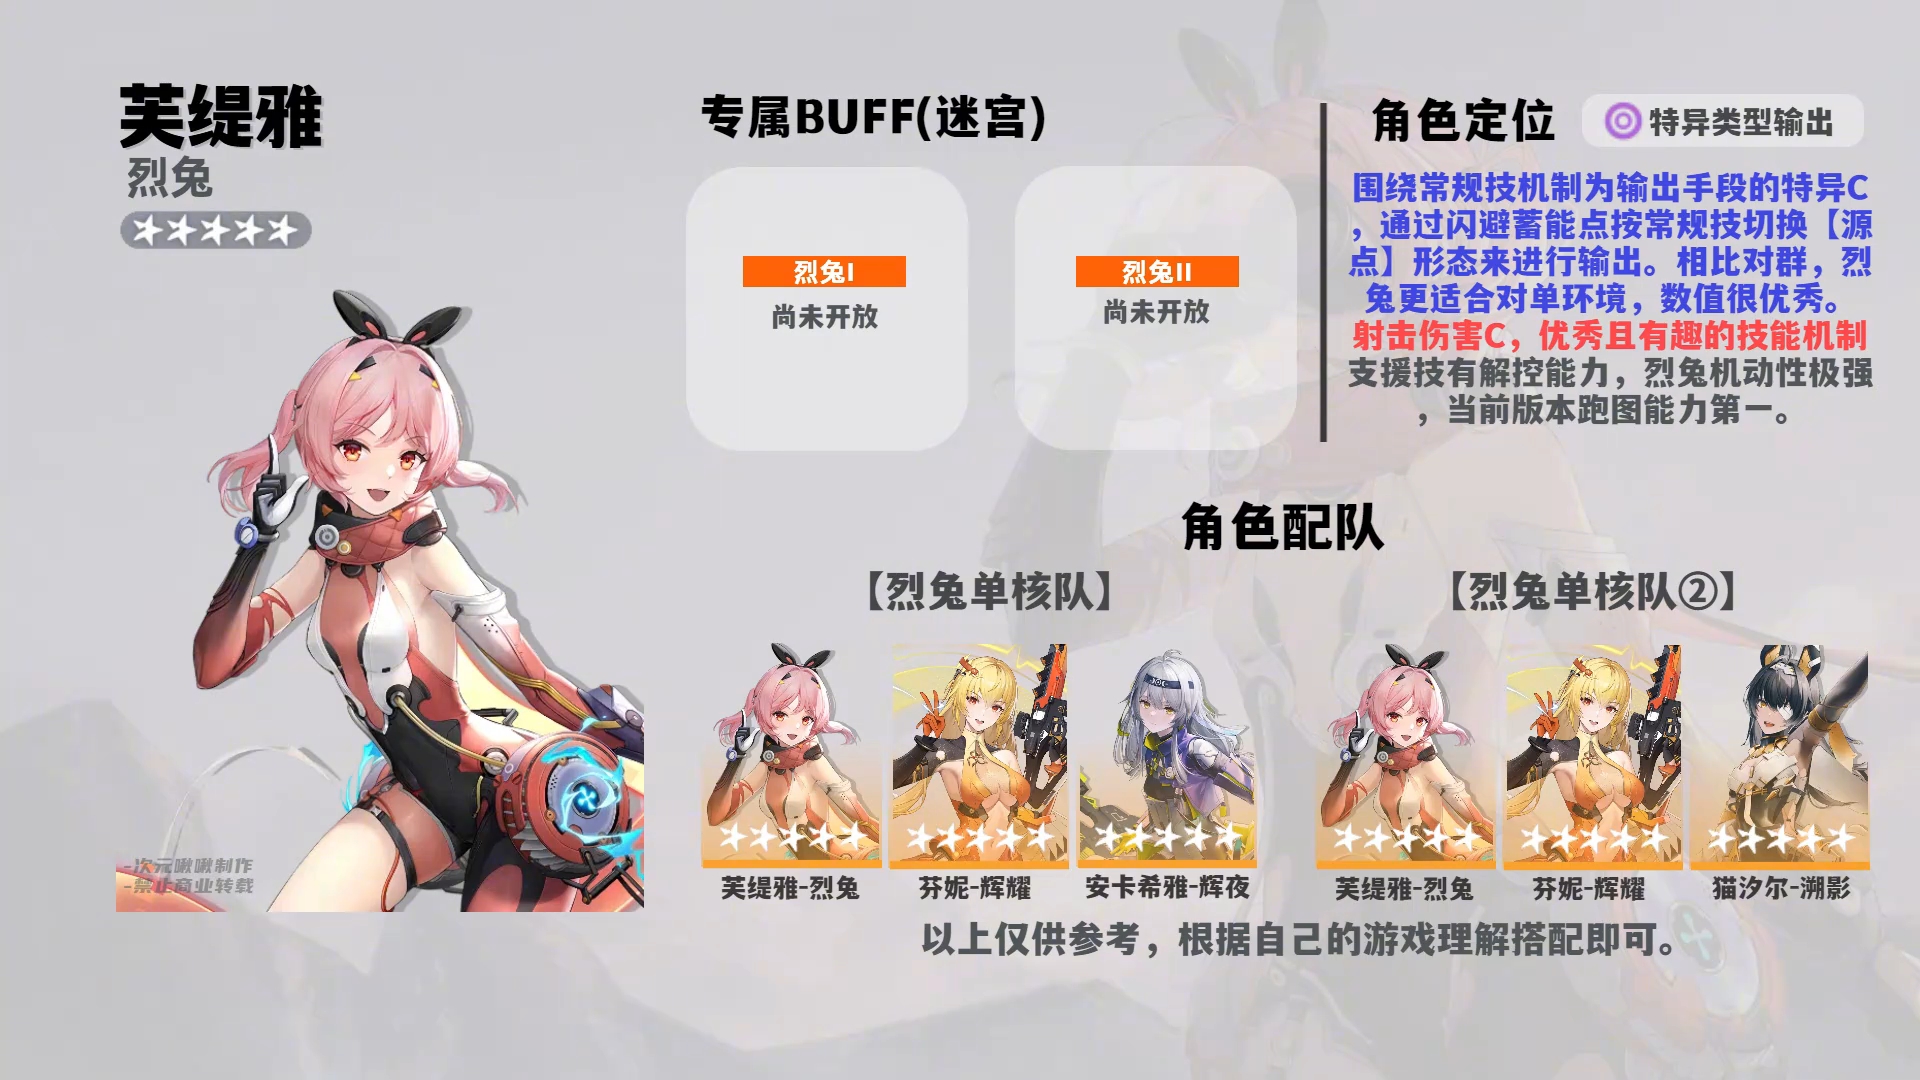 芙缇雅
烈兔
专属BUFF(迷宫)
烈兔I
尚未开放
烈兔II
尚未开放
角色定位
特异类型输出
围绕常规技机制为输出手段的特异C
，通过闪避蓄能点按常规技切换【源
点】形态来进行输出。相比对群，烈
兔更适合对单环境，数值很优秀。
射击伤害C，优秀且有趣的技能机制
支援技有解控能力，烈兔机动性极强
，当前版本跑图能力第一。
角色配队
【烈兔单核队】
芙缇雅-烈兔
芬妮-辉耀
安卡希雅-辉夜
【烈兔单核队②】
芙缇雅-烈兔
芬妮-辉耀
猫汐尔-溯影
以上仅供参考，根据自己的游戏理解搭配即可。
-次元啾啾制作
-禁止商业转载